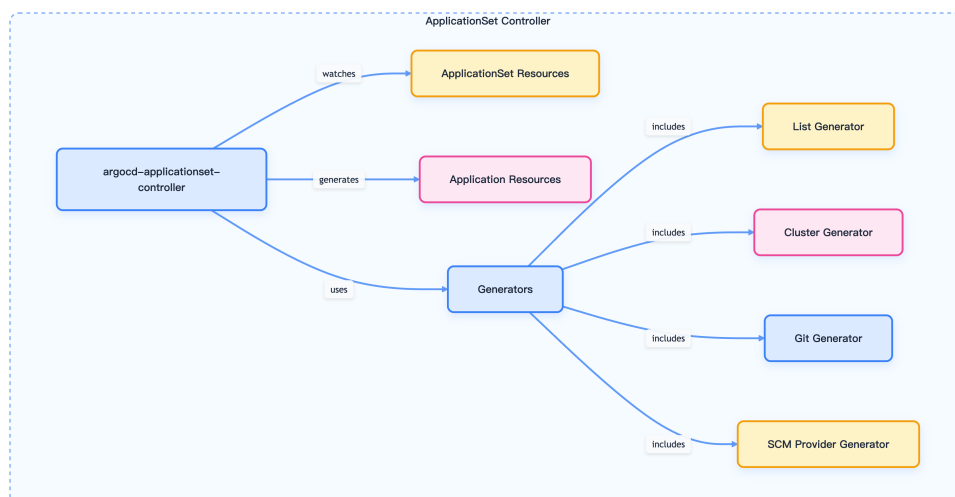 ApplicationSet Controller
watches
ApplicationSet Resources
argocd-applicationset-
controller
generates
Application Resources
uses
Generators
includes
List Generator
includes
Cluster Generator
includes
Git Generator
includes
SCM Provider Generator